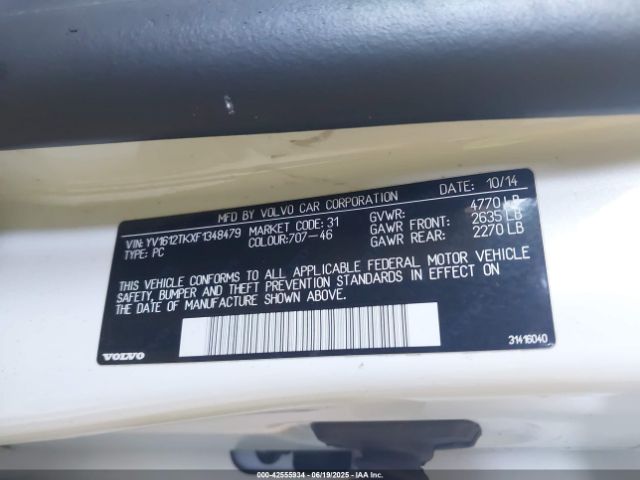 MFD BY VOLVO CAR CORPORATION DATE: 10/14
VIN: YV1612TKXF1348479 MARKET CODE: 31 GVWR: 4770 LB
TYPE: PC COLOUR:707-46 GAWR FRONT: 2635 LB
GAWR REAR: 2270 LB
THIS VEHICLE CONFORMS TO ALL APPLICABLE FEDERAL MOTOR VEHICLE
SAFETY, BUMPER AND THEFT PREVENTION STANDARDS IN EFFECT ON
THE DATE OF MANUFACTURE SHOWN ABOVE.
VOLVO
31416040
000-42555934 - 06/19/2025 - IAAI.COM